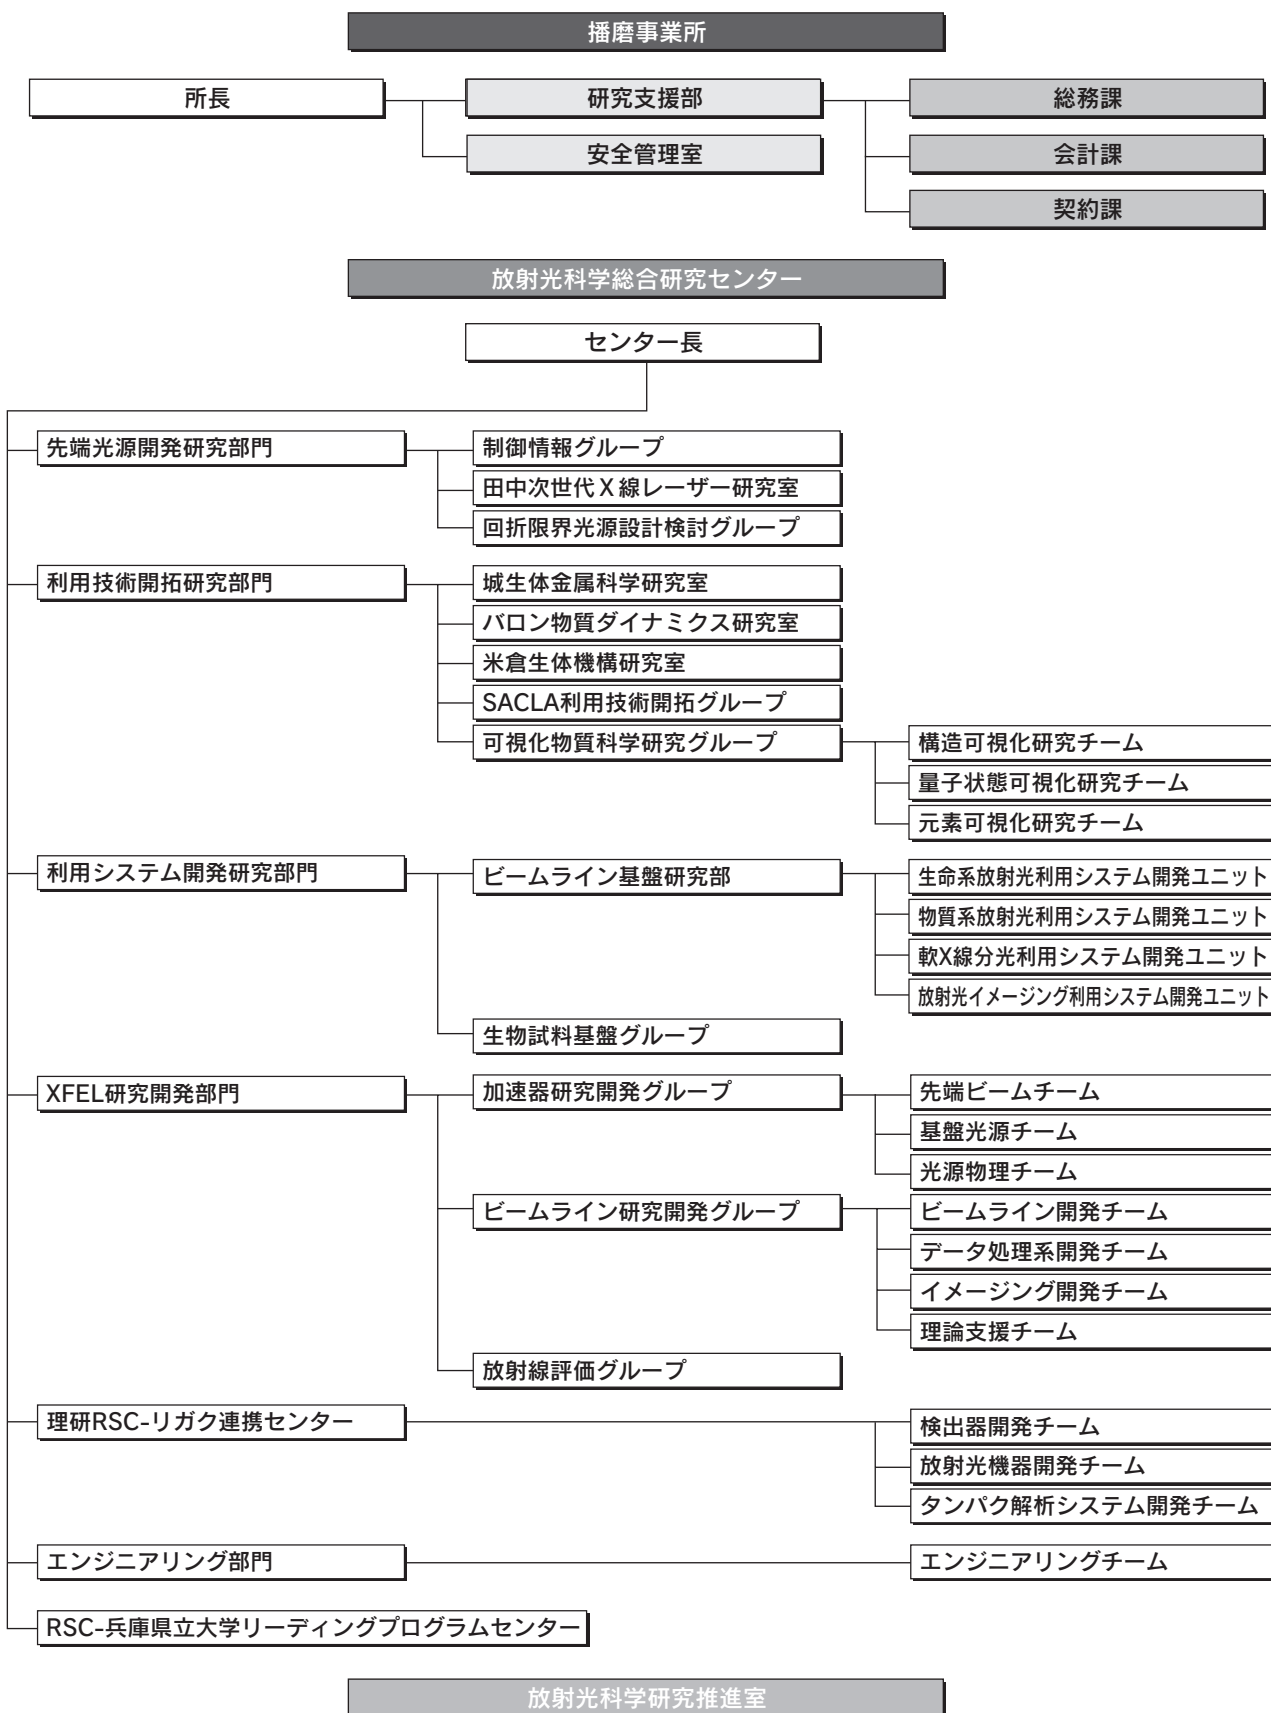 播磨事業所
所長
研究支援部
総務課
安全管理室
会計課
契約課
放射光科学総合研究センター
センター長
先端光源開発研究部門
制御情報グループ
田中次世代X線レーザー研究室
回折限界光源設計検討グループ
利用技術開拓研究部門
城生体金属科学研究室
バロン物質ダイナミクス研究室
米倉生体機構研究室
SACLA利用技術開拓グループ
可視化物質科学研究グループ
構造可視化研究チーム
量子状態可視化研究チーム
元素可視化研究チーム
利用システム開発研究部門
ビームライン基盤研究部
生命系放射光利用システム開発ユニット
物質系放射光利用システム開発ユニット
軟X線分光利用システム開発ユニット
放射光イメージング利用システム開発ユニット
生物試料基盤グループ
XFEL研究開発部門
加速器研究開発グループ
先端ビームチーム
基盤光源チーム
光源物理チーム
ビームライン研究開発グループ
ビームライン開発チーム
データ処理系開発チーム
イメージング開発チーム
理論支援チーム
放射線評価グループ
理研RSC-リガク連携センター
検出器開発チーム
放射光機器開発チーム
タンパク解析システム開発チーム
エンジニアリング部門
エンジニアリングチーム
RSC-兵庫県立大学リーディングプログラムセンター
放射光科学研究推進室